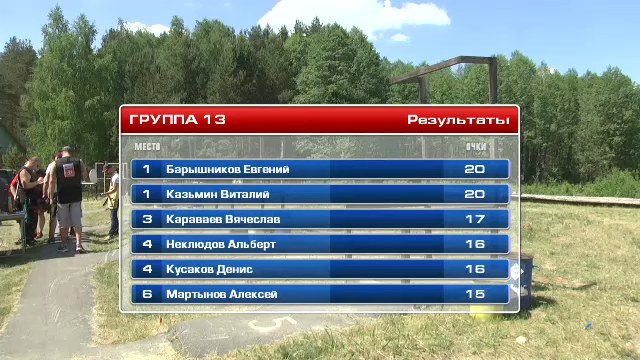 ГРУППА 13 Результаты
МЕСТО ОЧКИ
1 Барышников Евгений 20
1 Казьмин Виталий 20
3 Караваев Вячеслав 17
4 Неклюдов Альберт 16
4 Кусаков Денис 16
6 Мартынов Алексей 15
5